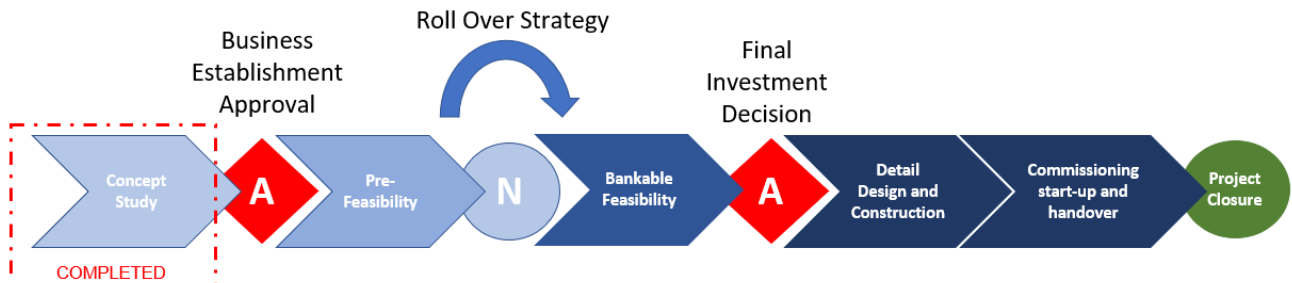 Roll Over Strategy
Business
Establishment
Approval
Final
Investment
Decision
Concept
Study
A
Pre-
Feasibility
N
Bankable
Feasibility
A
Detail
Design and
Construction
Commissioning
start-up and
handover
Project
Closure
COMPLETED